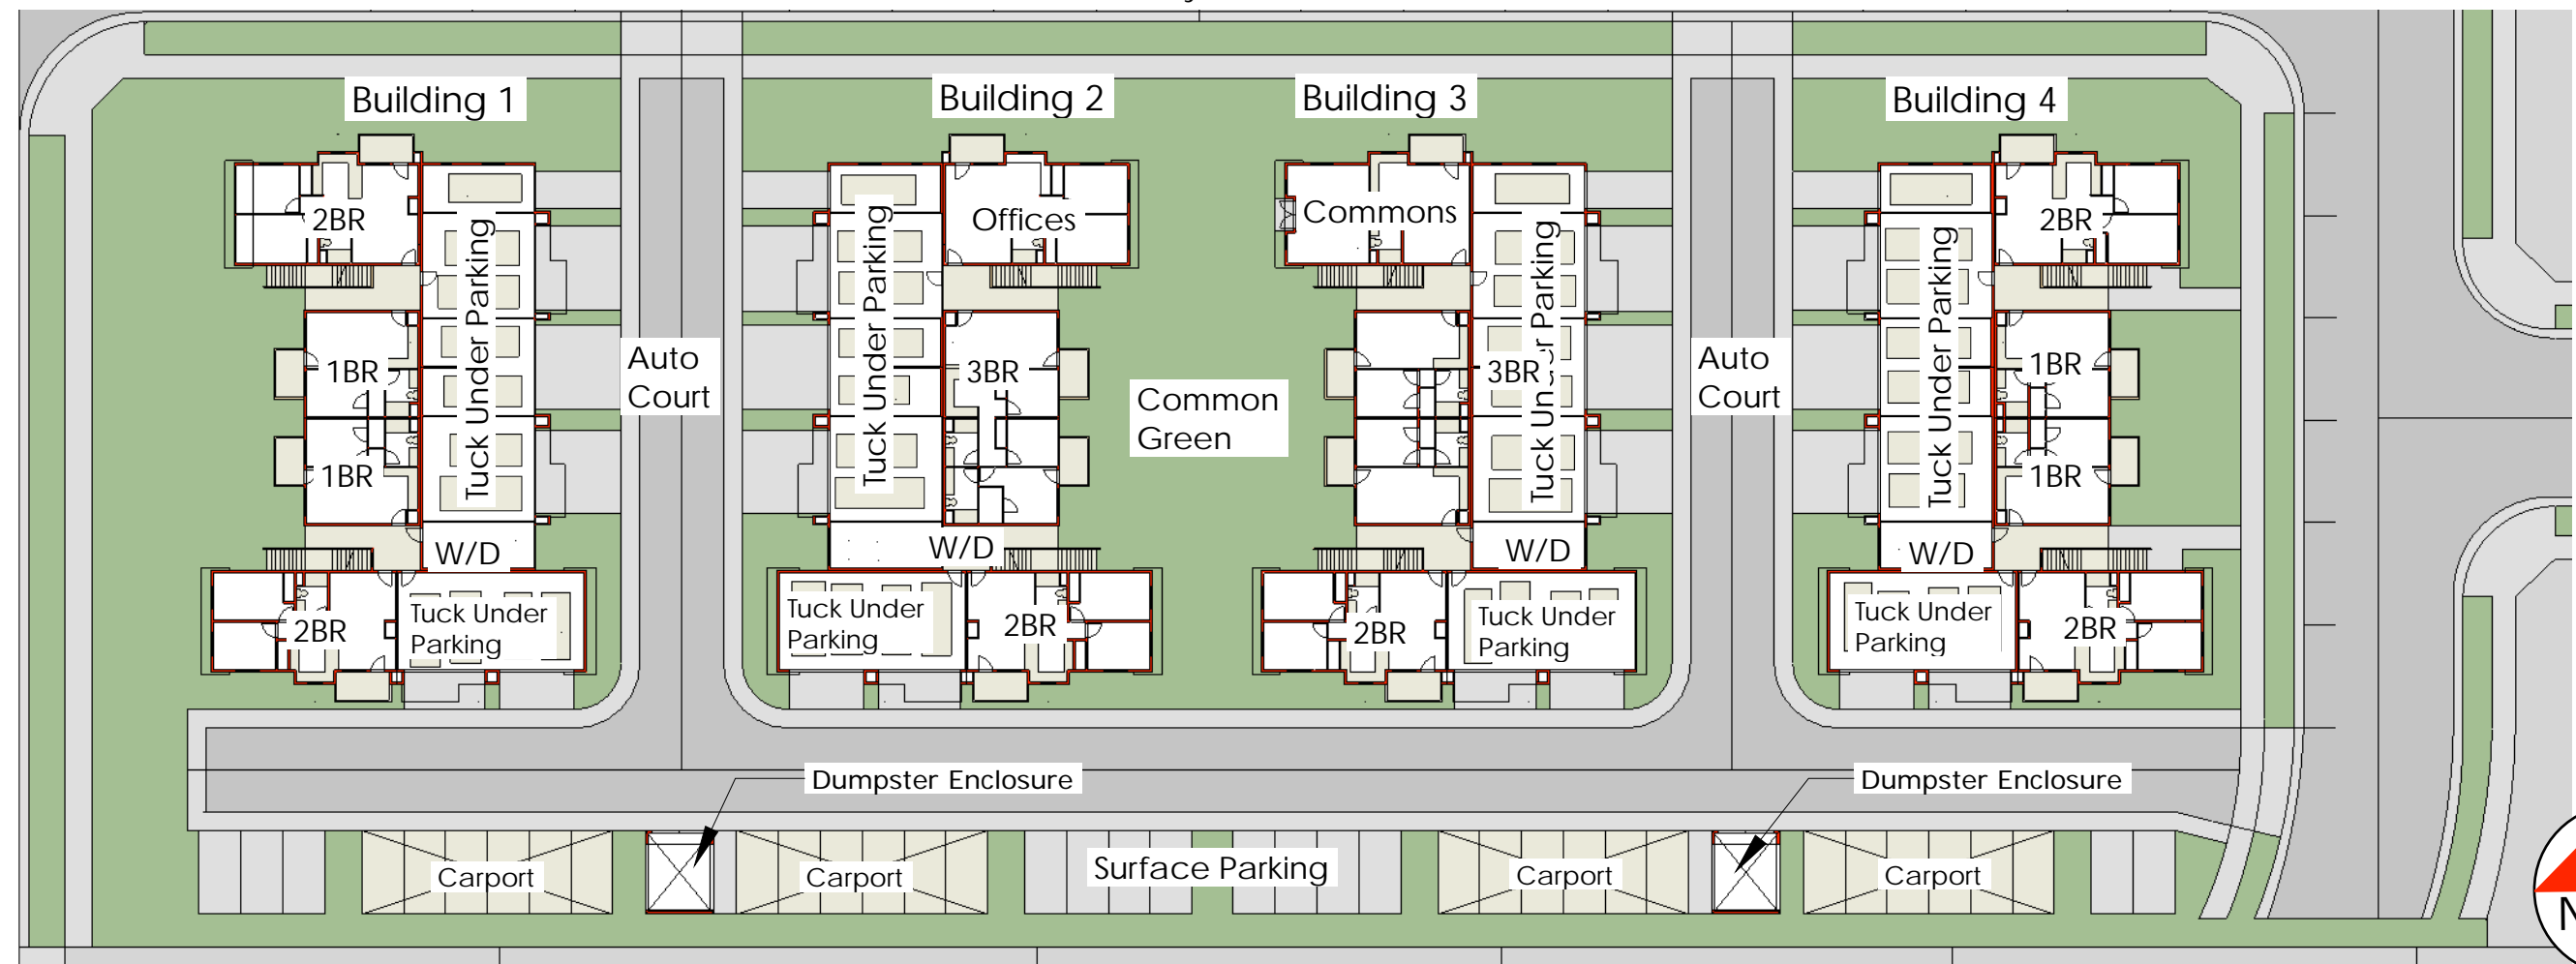 Building 1
Building 2
Building 3
Building 4
2BR
Tuck Under Parking
Tuck Under Parking
Offices
Commons
Tuck Under Parking
Tuck Under Parking
2BR
1BR
Auto
Court
3BR
Common
Green
3BR
Auto
Court
1BR
1BR
1BR
W/D
W/D
W/D
W/D
2BR
Tuck Under
Parking
Tuck Under
Parking
2BR
2BR
Tuck Under
Parking
Tuck Under
Parking
2BR
Dumpster Enclosure
Dumpster Enclosure
Carport
Carport
Surface Parking
Carport
Carport
N